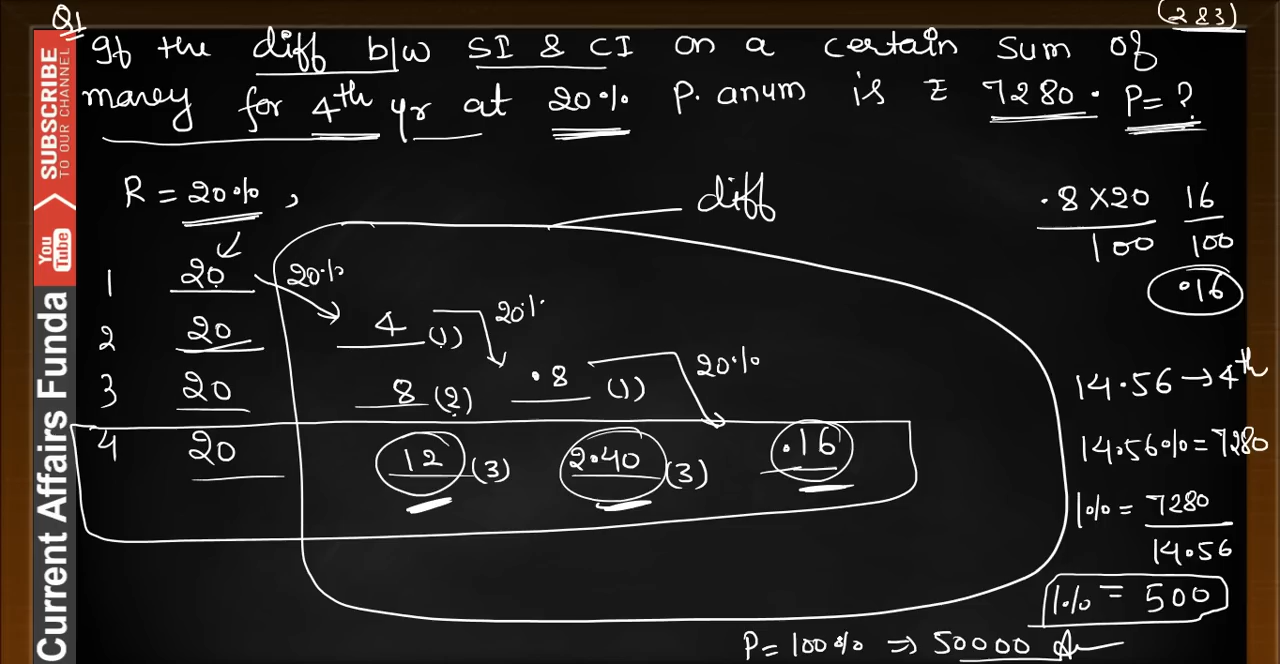 (283)
Q1
If the diff b/w SI & CI on a certain sum of
maney for 4th yr at 20% P. anum is ₹ 7280. P=?
R = 20%,
diff
.8×20 16
100 100
.16
1 20 20%
2 20 4 (1) 20%
3 20 8 (2) .8 (1) 20%
4 20 12 (3) 2.40 (3) .16
14.56 → 4th
14.56% = 7280
1% = 7280
14.56
1% = 500
P = 100% ⇒ 50000
SUBSCRIBE
TO OUR CHANNEL
You
Tube
Current Affairs Funda